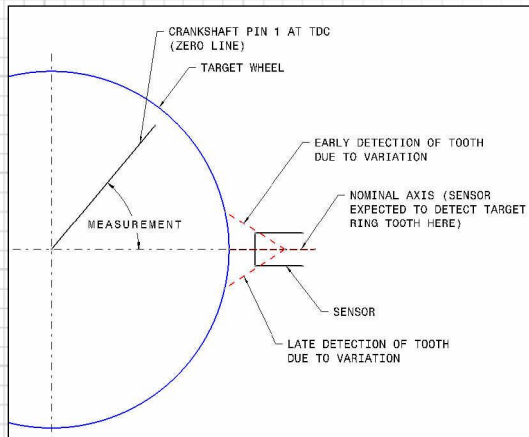 CRANKSHAFT PIN 1 AT TDC
(ZERO LINE)
TARGET WHEEL
EARLY DETECTION OF TOOTH
DUE TO VARIATION
NOMINAL AXIS (SENSOR
EXPECTED TO DETECT TARGET
RING TOOTH HERE)
MEASUREMENT
SENSOR
LATE DETECTION OF TOOTH
DUE TO VARIATION